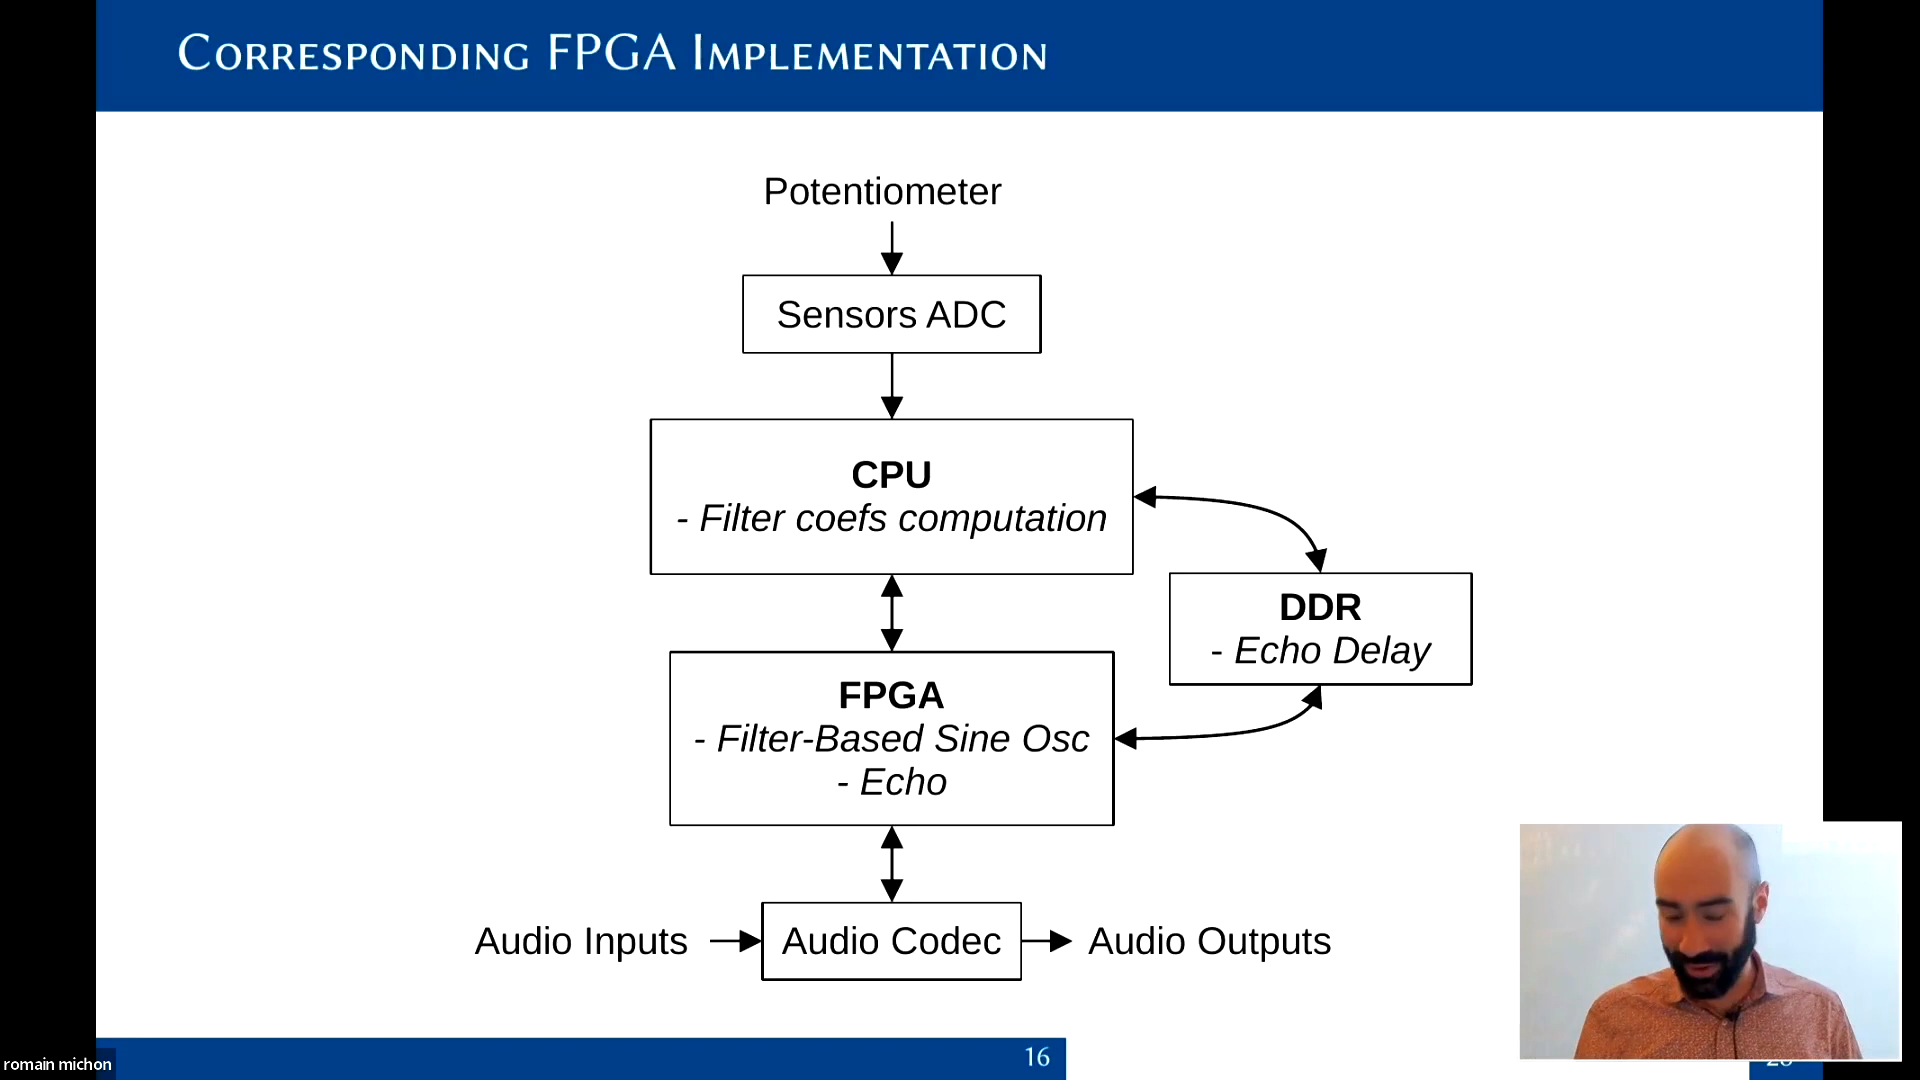 Corresponding FPGA Implementation
Potentiometer
Sensors ADC
CPU
- Filter coefs computation
DDR
- Echo Delay
FPGA
- Filter-Based Sine Osc
- Echo
Audio Inputs
Audio Codec
Audio Outputs
16
romain michon